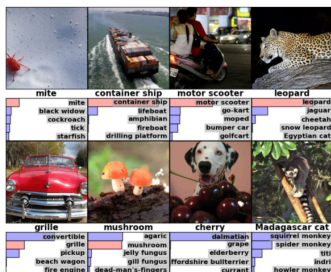 mite
container ship
motor scooter
leopard
mite
black widow
cockroach
tick
starfish
container ship
lifeboat
amphibian
fireboat
drilling platform
motor scooter
go-kart
moped
bumper car
golfcart
leopard
jaguar
cheetah
snow leopard
Egyptian cat
grille
mushroom
cherry
Madagascar cat
convertible
grille
pickup
beach wagon
fire engine
agaric
mushroom
jelly fungus
gill fungus
dead-man's-fingers
dalmatian
grape
elderberry
ffordshire bullterrier
currant
squirrel monkey
spider monkey
titi
indri
howler monkey